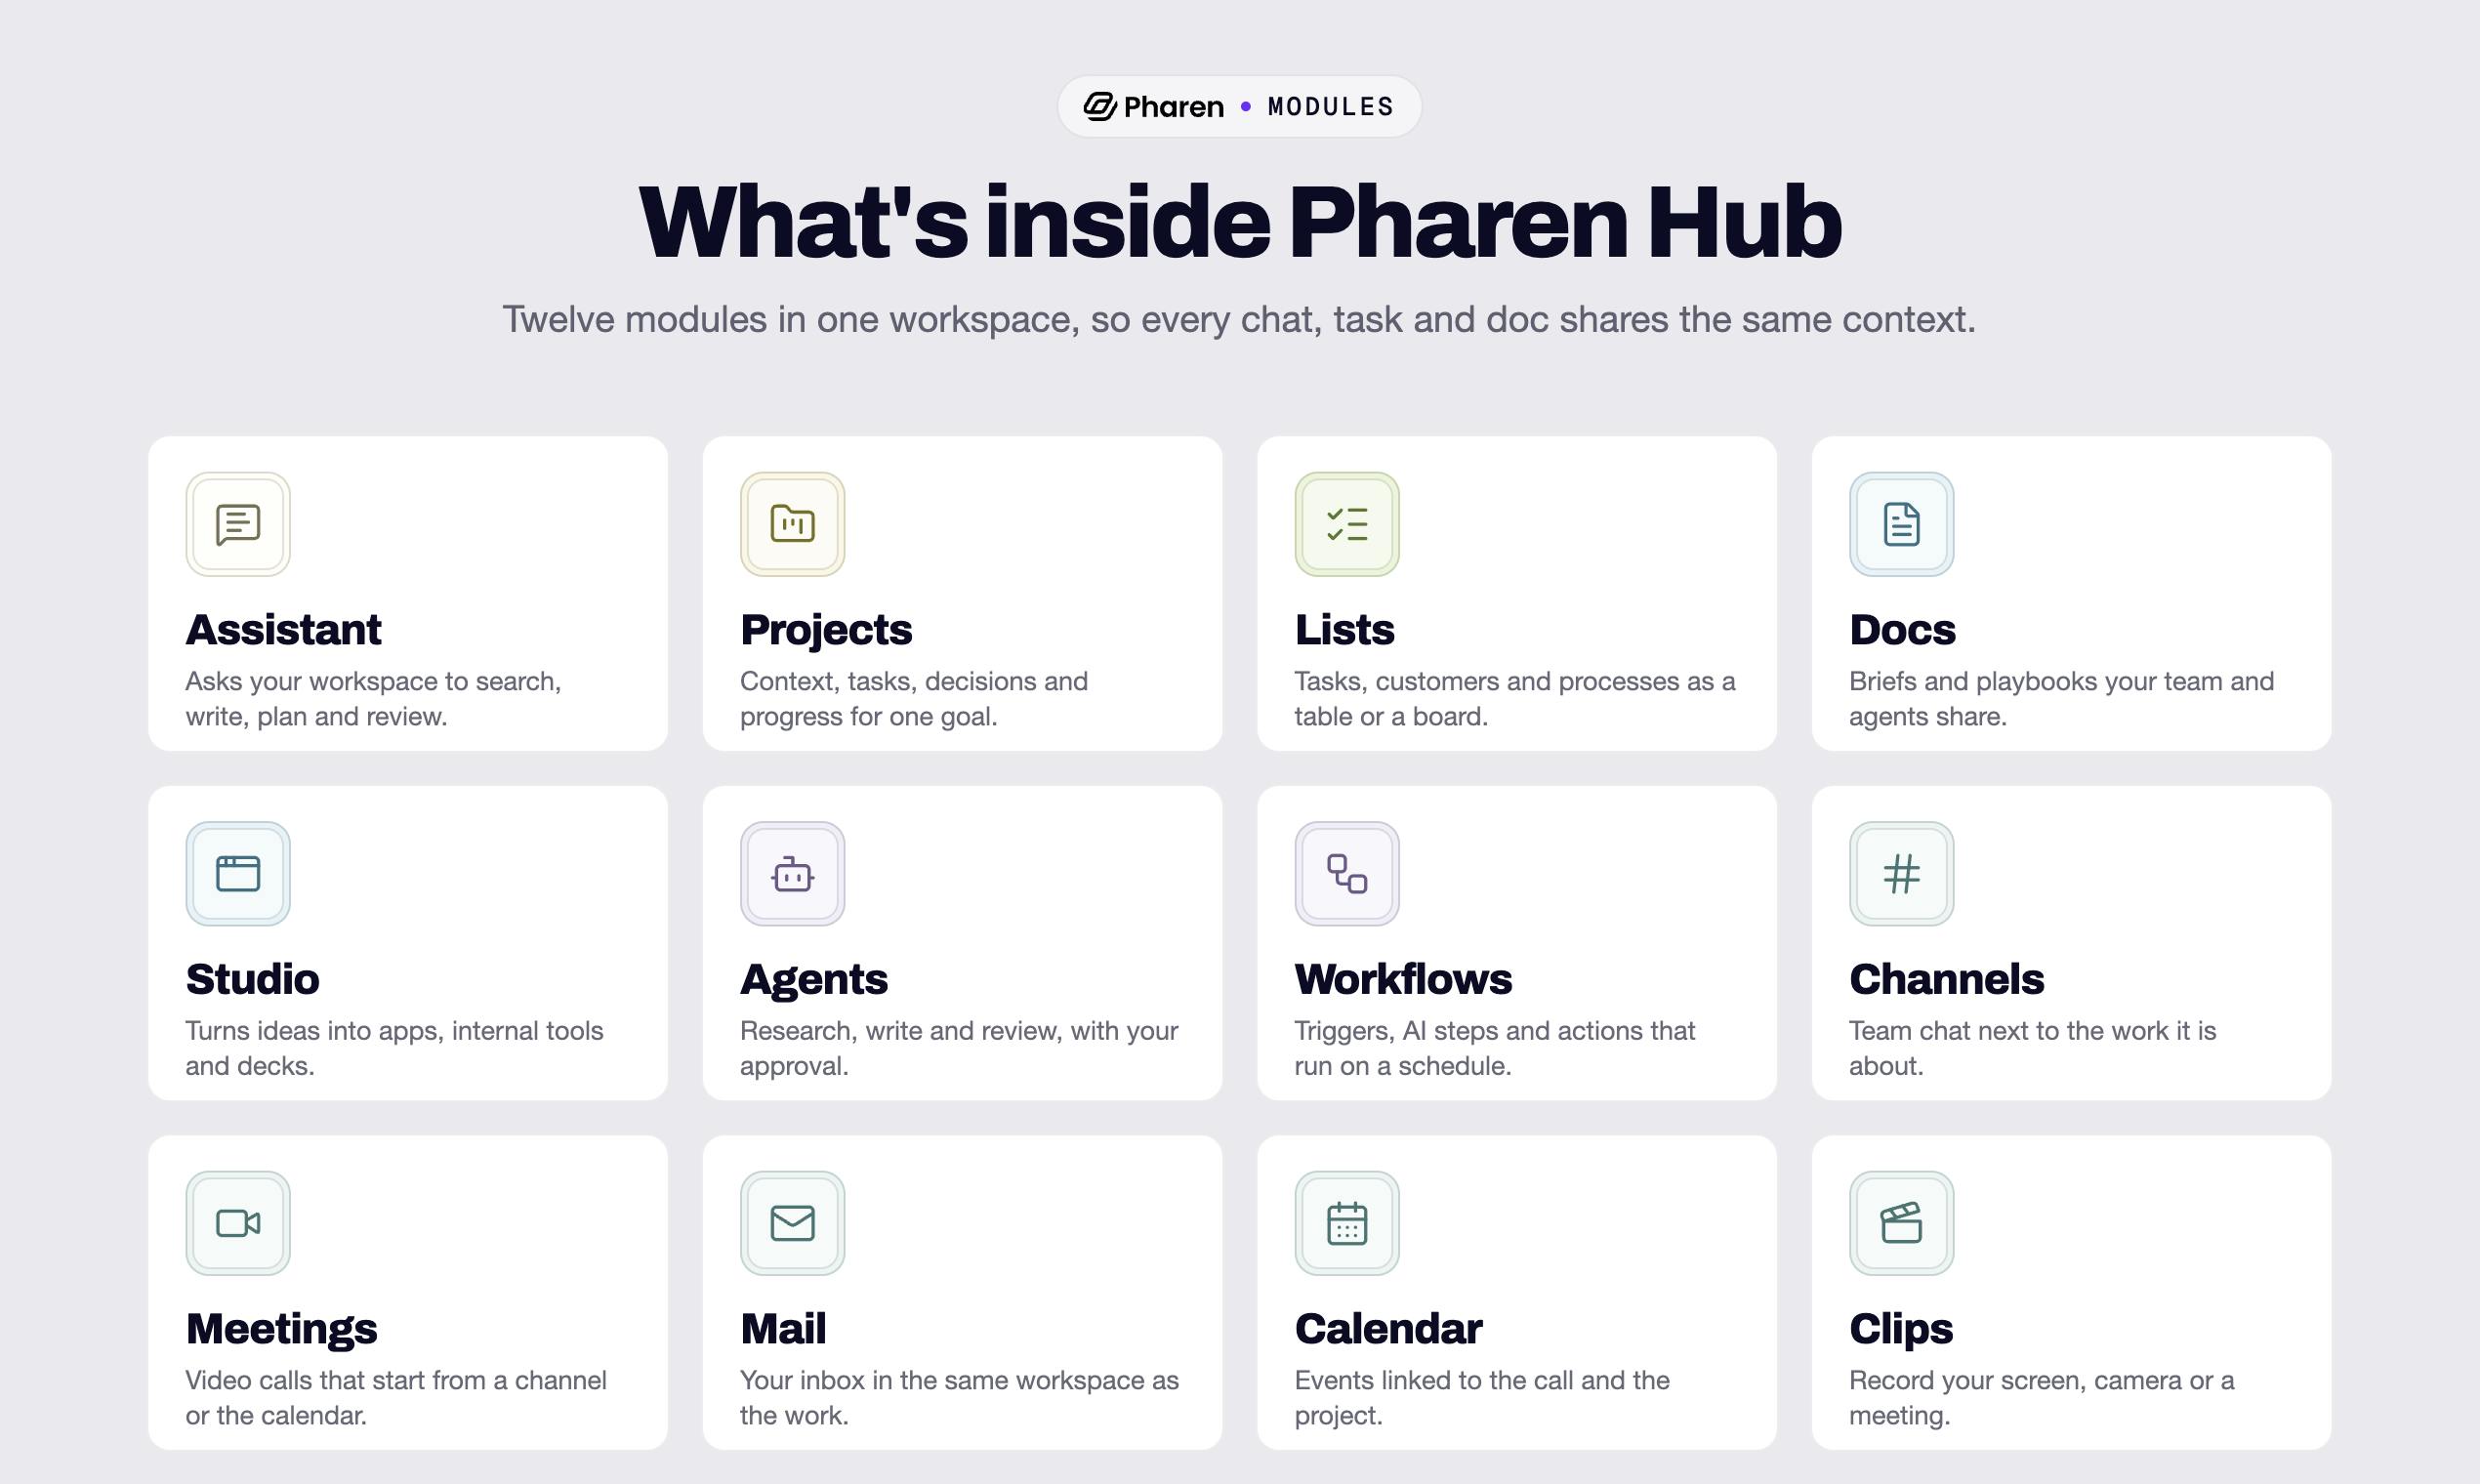 Pharen • MODULES
What's inside Pharen Hub
Twelve modules in one workspace, so every chat, task and doc shares the same context.
Assistant
Asks your workspace to search,
write, plan and review.
Projects
Context, tasks, decisions and
progress for one goal.
Lists
Tasks, customers and processes as a
table or a board.
Docs
Briefs and playbooks your team and
agents share.
Studio
Turns ideas into apps, internal tools
and decks.
Agents
Research, write and review, with your
approval.
Workflows
Triggers, AI steps and actions that
run on a schedule.
Channels
Team chat next to the work it is
about.
Meetings
Video calls that start from a channel
or the calendar.
Mail
Your inbox in the same workspace as
the work.
Calendar
Events linked to the call and the
project.
Clips
Record your screen, camera or a
meeting.